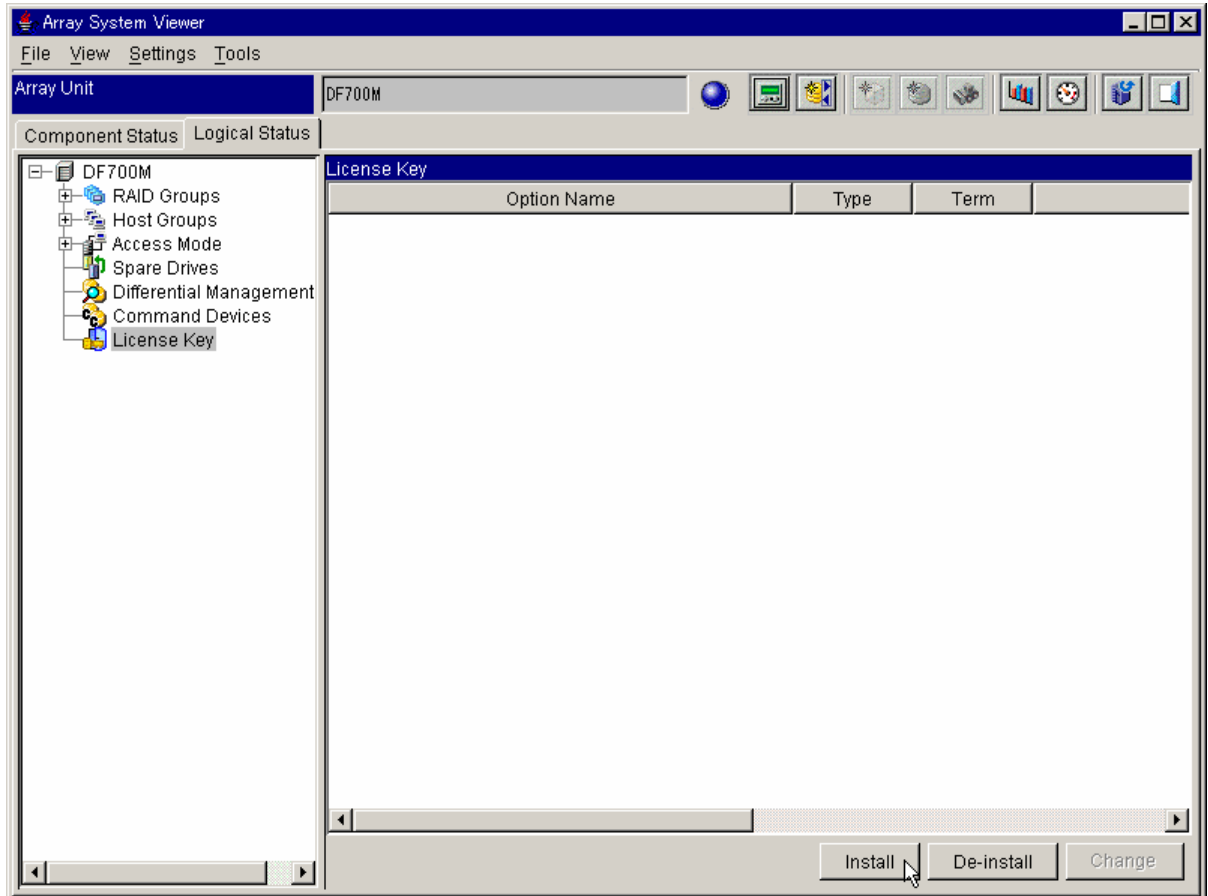 Array System Viewer
File View Settings Tools
Array Unit DF700M
Component Status Logical Status
DF700M
RAID Groups
Host Groups
Access Mode
Spare Drives
Differential Management
Command Devices
License Key
License Key
Option Name Type Term
Install De-install Change